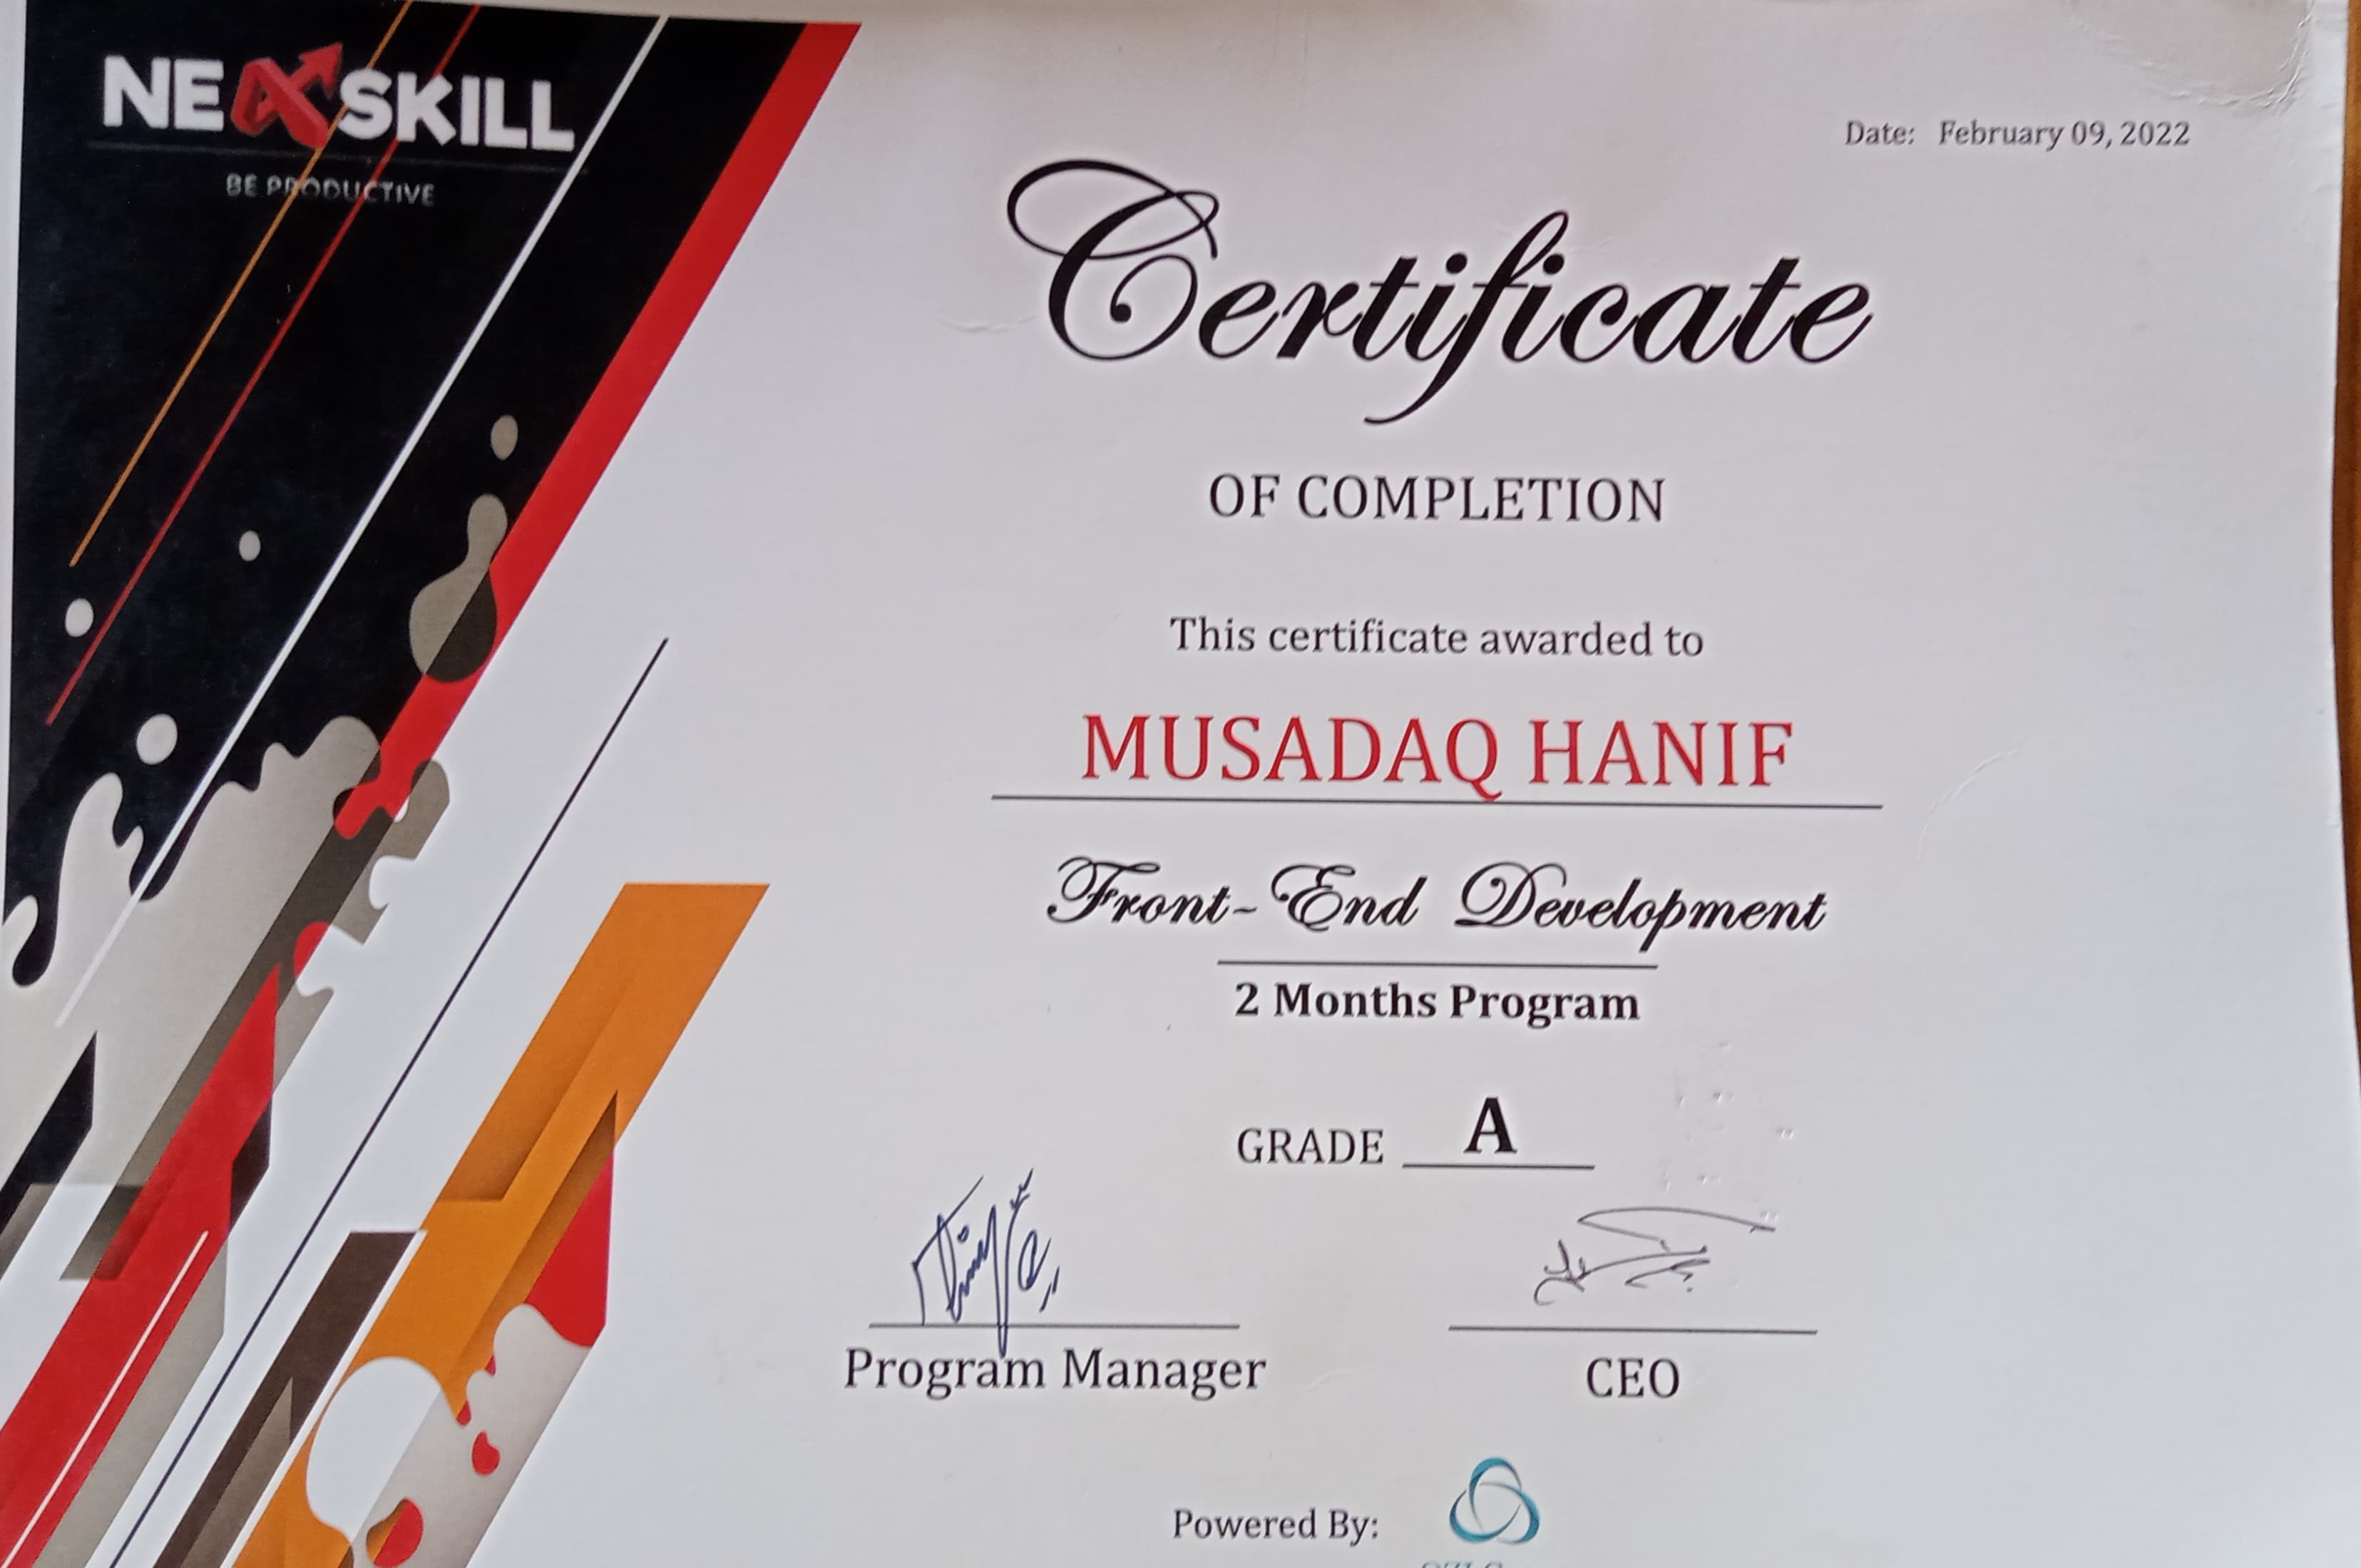 NEXSKILL
BE PRODUCTIVE
Date: February 09, 2022
Certificate
OF COMPLETION
This certificate awarded to
MUSADAQ HANIF
Front-End Development
2 Months Program
GRADE A
Program Manager
CEO
Powered By: